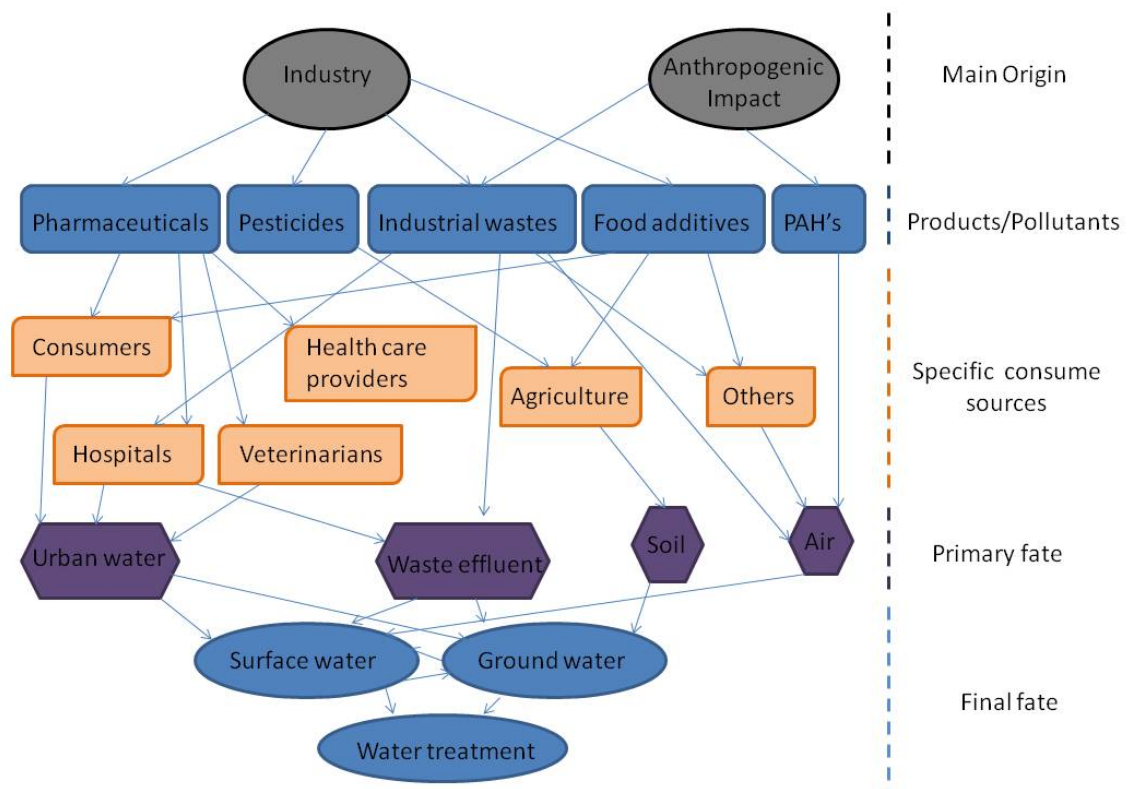 Industry
Anthropogenic
Impact
Main Origin
Pharmaceuticals
Pesticides
Industrial wastes
Food additives
PAH's
Products/Pollutants
Consumers
Health care
providers
Agriculture
Others
Specific consume
sources
Hospitals
Veterinarians
Urban water
Waste effluent
Soil
Air
Primary fate
Surface water
Ground water
Final fate
Water treatment